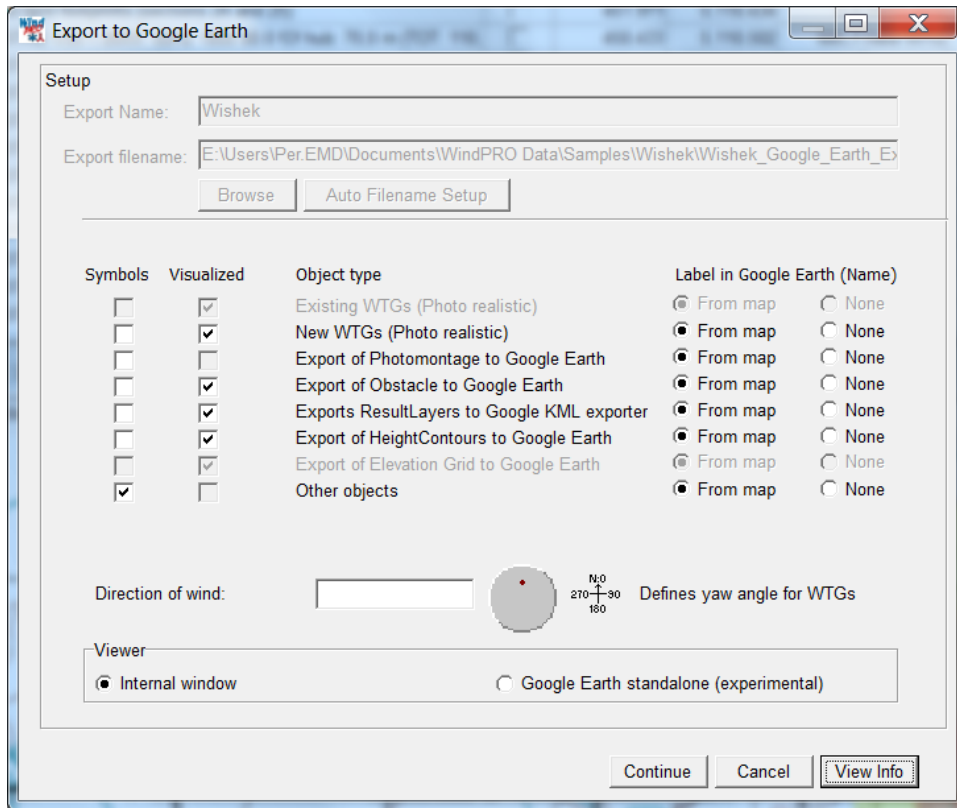 Export to Google Earth
Setup
Export Name: Wishek
Export filename: E:\Users\Per.EMD\Documents\WindPRO Data\Samples\Wishek\Wishek_Google_Earth_Ex
Browse Auto Filename Setup
Symbols Visualized Object type Label in Google Earth (Name)
Existing WTGs (Photo realistic) From map None
New WTGs (Photo realistic) From map None
Export of Photomontage to Google Earth From map None
Export of Obstacle to Google Earth From map None
Exports ResultLayers to Google KML exporter From map None
Export of HeightContours to Google Earth From map None
Export of Elevation Grid to Google Earth From map None
Other objects From map None
N:0
Direction of wind: 270 90 Defines yaw angle for WTGs
180
Viewer
Internal window Google Earth standalone (experimental)
Continue Cancel View Info